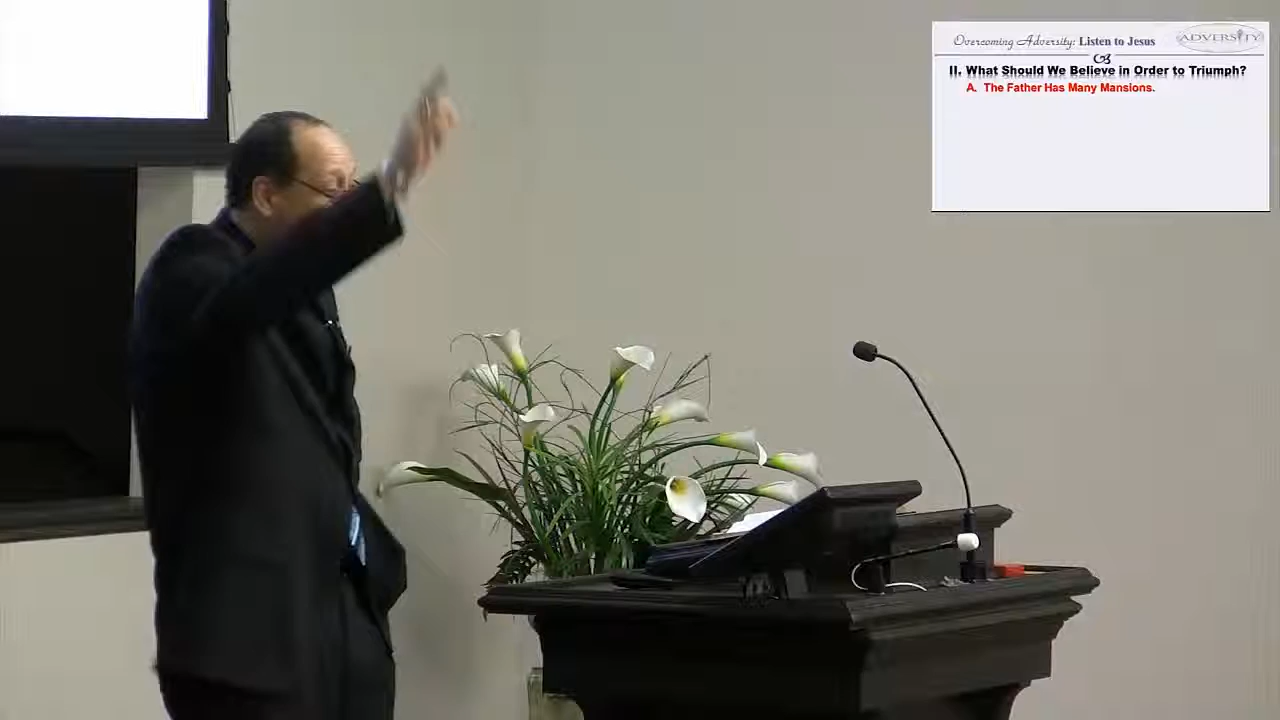 Overcoming Adversity: Listen to Jesus
ADVERSITY
II. What Should We Believe in Order to Triumph?
A. The Father Has Many Mansions.